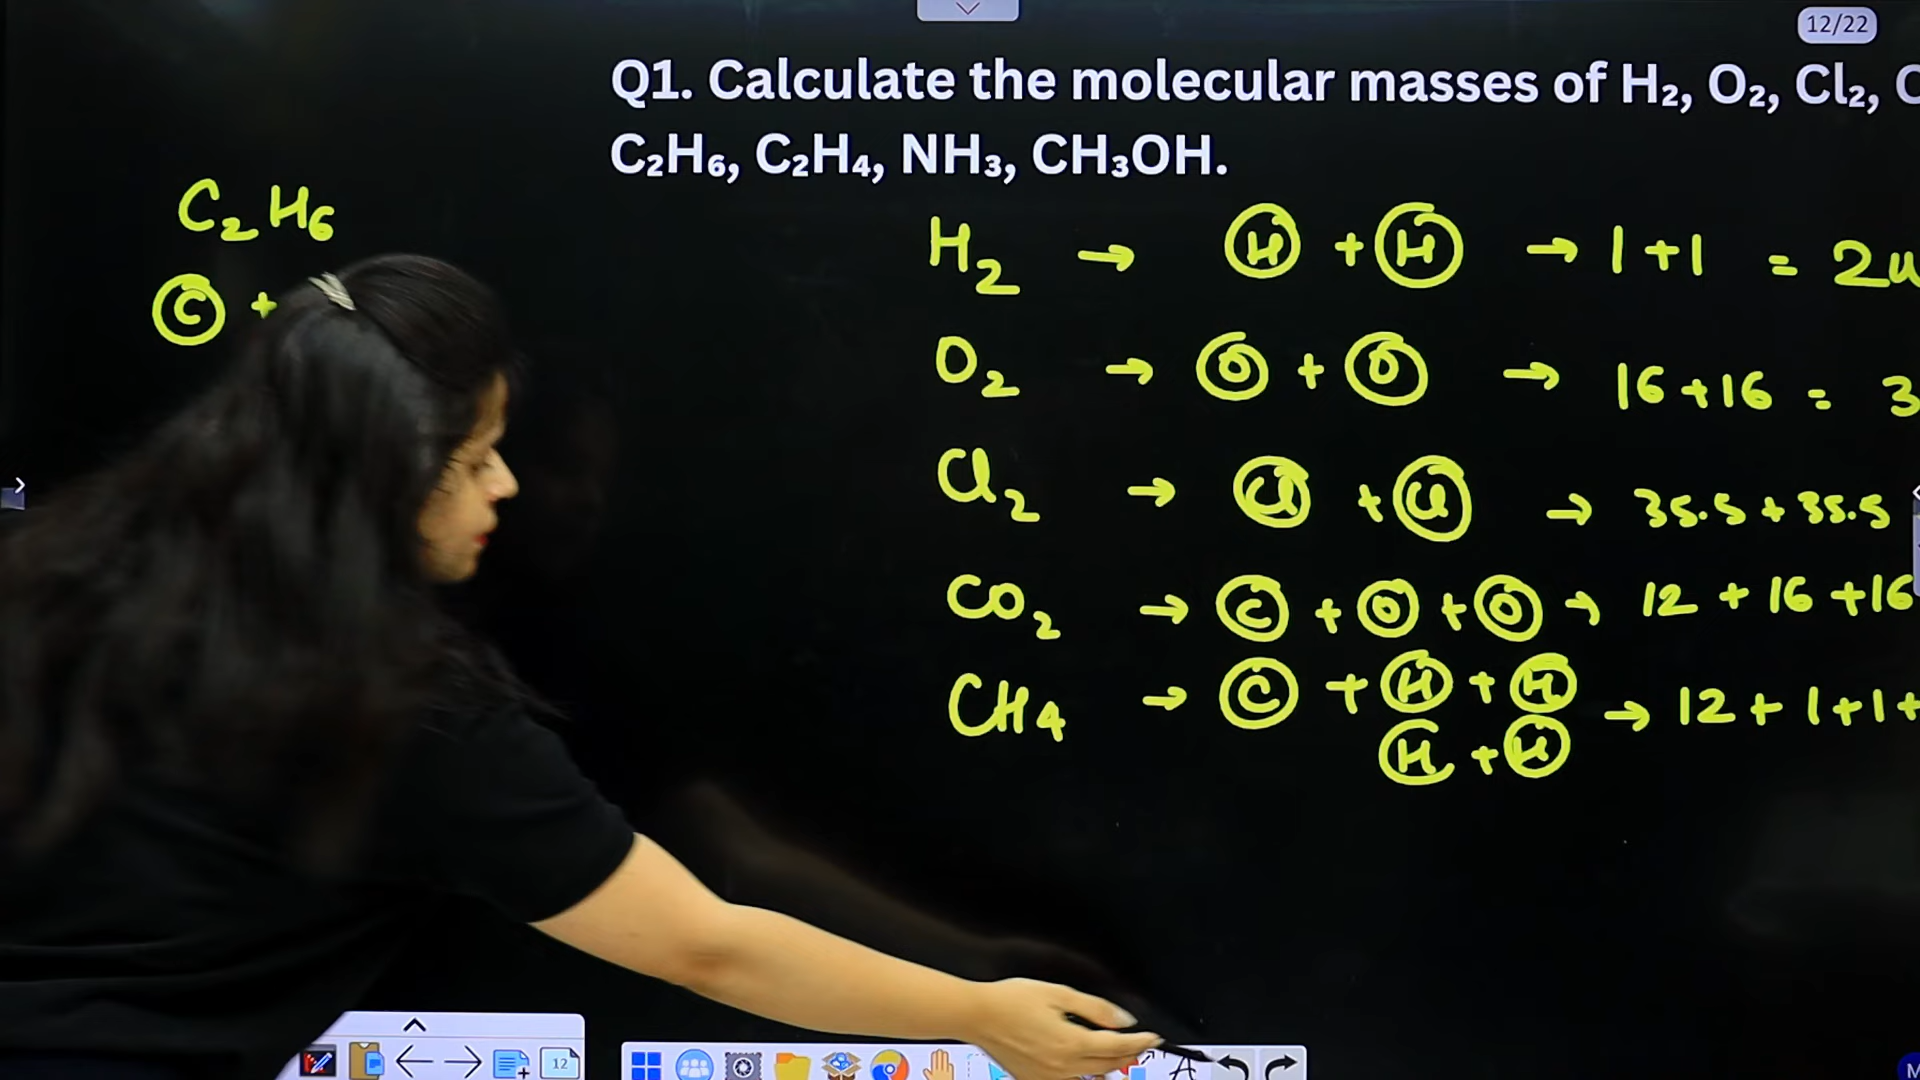 12/22
Q1. Calculate the molecular masses of H₂, O₂, Cl₂,
C₂H₆, C₂H₄, NH₃, CH₃OH.
C₂H₆
C +
H₂ → H + H → 1+1 = 2u
O₂ → O + O → 16+16 = 3
Cl₂ → Cl + Cl → 35.5+35.5
CO₂ → C + O + O → 12 + 16 +16
CH₄ → C + H + H → 12 + 1+1+
H + H
12